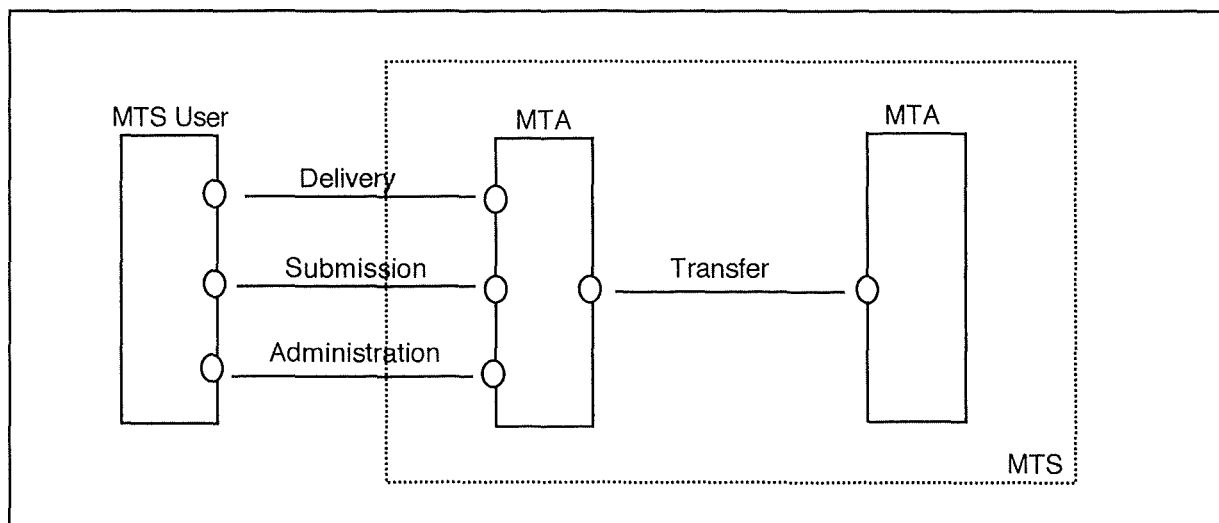 MTS User
MTA
MTA
Delivery
Submission
Transfer
Administration
MTS